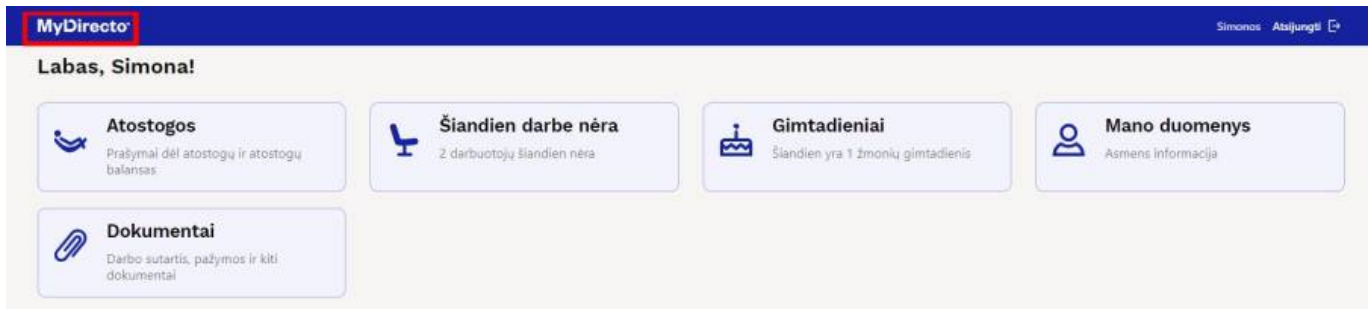 MyDirecto
Simonos Atsijungti
Labas, Simona!
Atostogos
Prašymai dėl atostogų ir atostogų
balansas
Šiandien darbe nėra
2 darbuotojų šiandien nėra
Gimtadieniai
Šiandien yra 1 žmonių gimtadienis
Mano duomenys
Asmens informacija
Dokumentai
Darbo sutartis, pažymos ir kiti
dokumentai